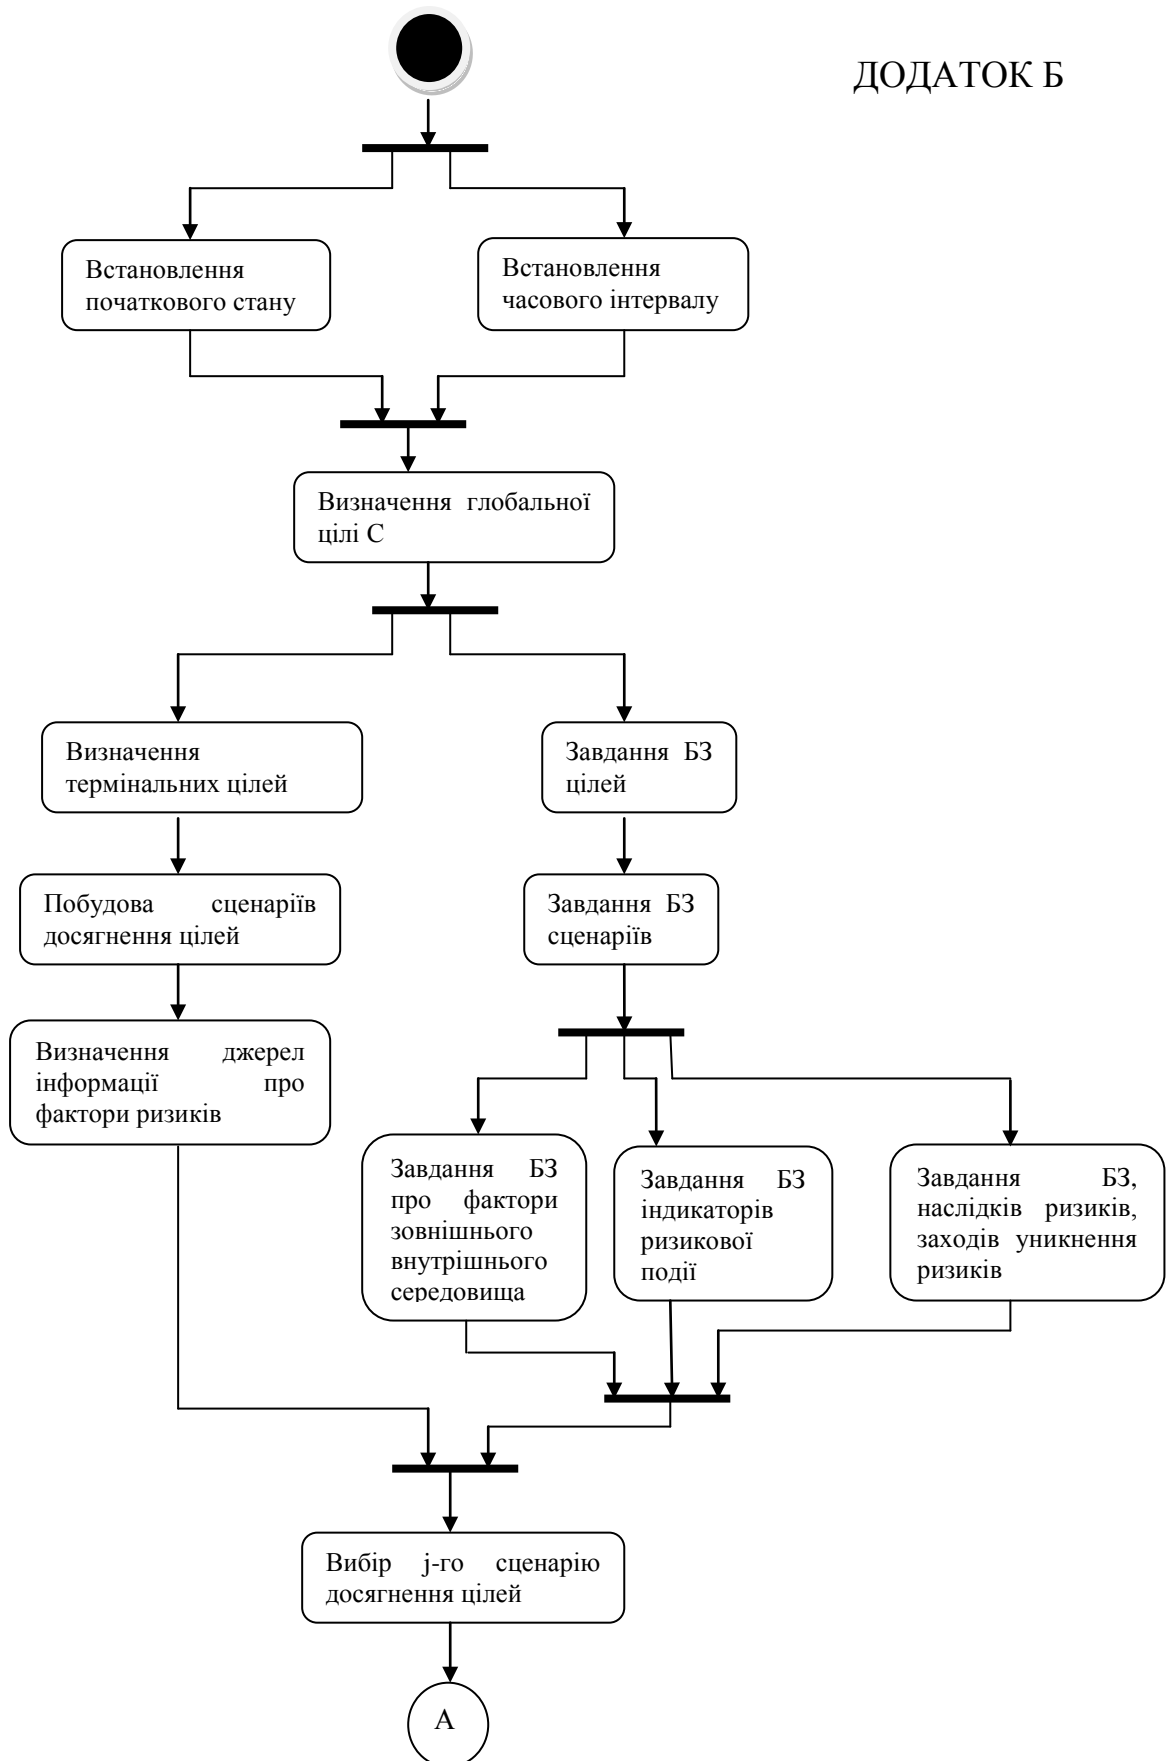 ДОДАТОК Б
Встановлення
початкового стану
Встановлення
часового інтервалу
Визначення глобальної
цілі С
Визначення
термінальних цілей
Завдання БЗ
цілей
Побудова сценаріїв
досягнення цілей
Завдання БЗ
сценаріїв
Визначення джерел
інформації про
фактори ризиків
Завдання БЗ
про фактори
зовнішнього
внутрішнього
середовища
Завдання БЗ
індикаторів
ризикової
події
Завдання БЗ,
наслідків ризиків,
заходів уникнення
ризиків
Вибір j-го сценарію
досягнення цілей
А